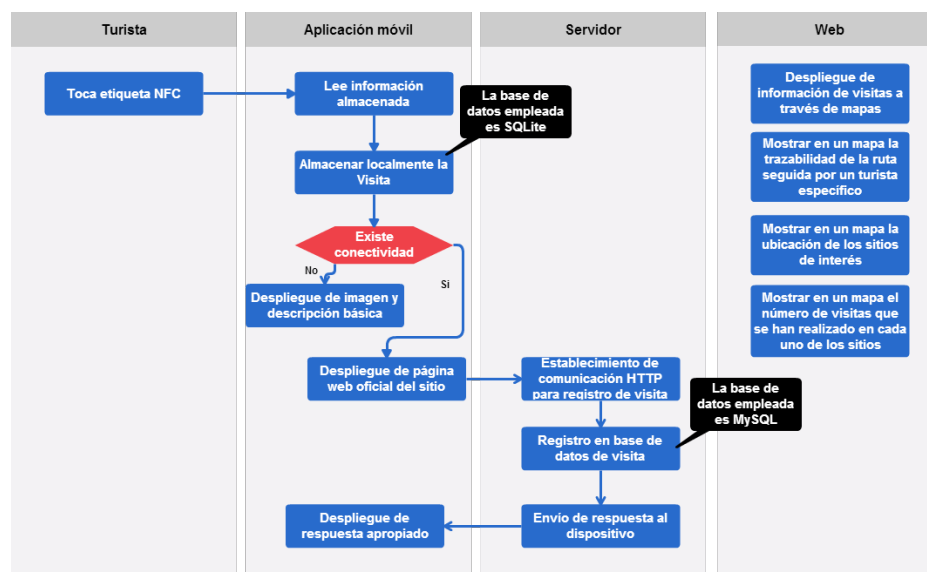 Turista
Aplicación móvil
Servidor
Web
Toca etiqueta NFC
Lee información
almacenada
La base de
datos empleada
es SQLite
Almacenar localmente la
Visita
Existe
conectividad
No
Si
Despliegue de imagen y
descripción básica
Despliegue de página
web oficial del sitio
Establecimiento de
comunicación HTTP
para registro de visita
La base de
datos empleada
es MySQL
Registro en base de
datos de visita
Envio de respuesta al
dispositivo
Despliegue de
respuesta apropiado
Despliegue de
información de visitas a
través de mapas
Mostrar en un mapa la
trazabilidad de la ruta
seguida por un turista
específico
Mostrar en un mapa la
ubicación de los sitios
de interés
Mostrar en un mapa el
número de visitas que
se han realizado en cada
uno de los sitios